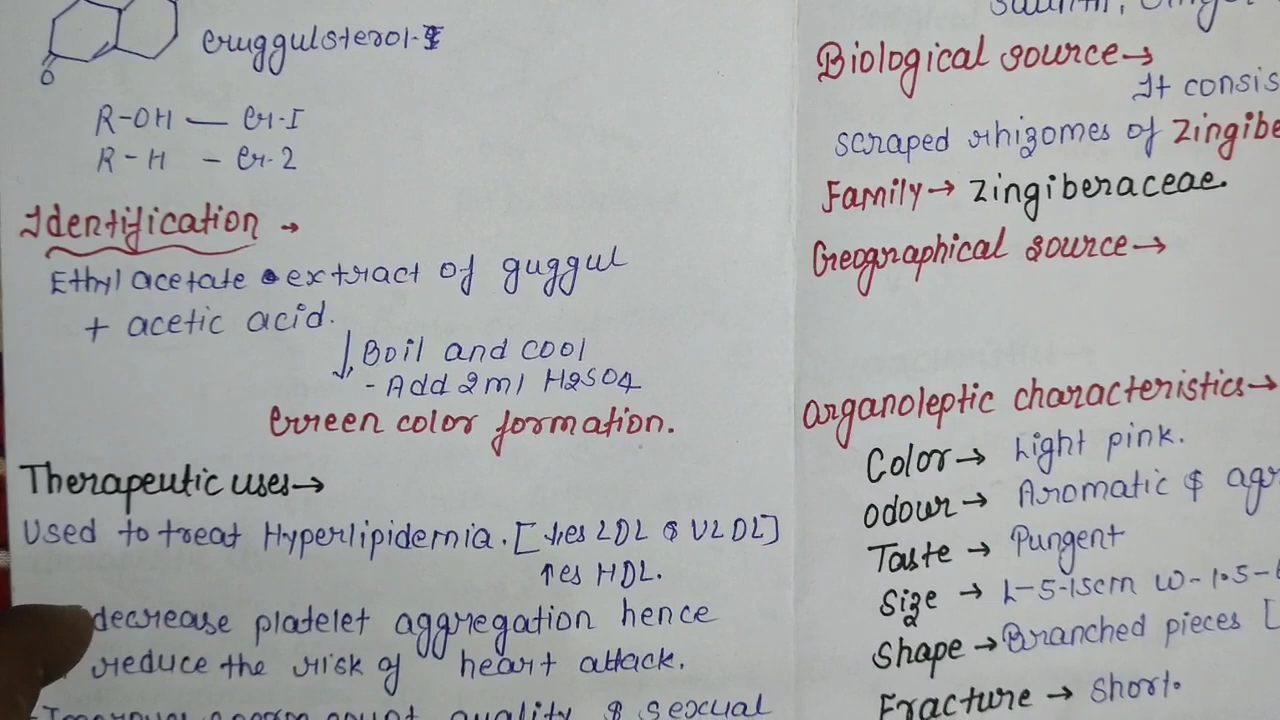 O
Guggulsterol-I
R-OH — Gr-I
R-H - Gr-2
Identification →
Ethyl acetate extract of guggul
+ acetic acid.
↓, Boil and cool
- Add 2ml H2SO4
Green color formation.
Therapeutic uses→
Used to treat Hyperlipidemia. [↓es LDL & VLDL]
↑es HDL.
decrease platelet aggregation hence
reduce the risk of heart attack.
quality & sexual
Biological source→
It consis
scraped rhizomes of Zingibe
Family→ Zingiberaceae.
Geographical source→
Organoleptic characteristics→
Color→ Light pink.
Odour→ Aromatic & agr
Taste → Pungent
Size → L-5-15cm W-1.5-
Shape →Branched pieces [
Fracture → Short.